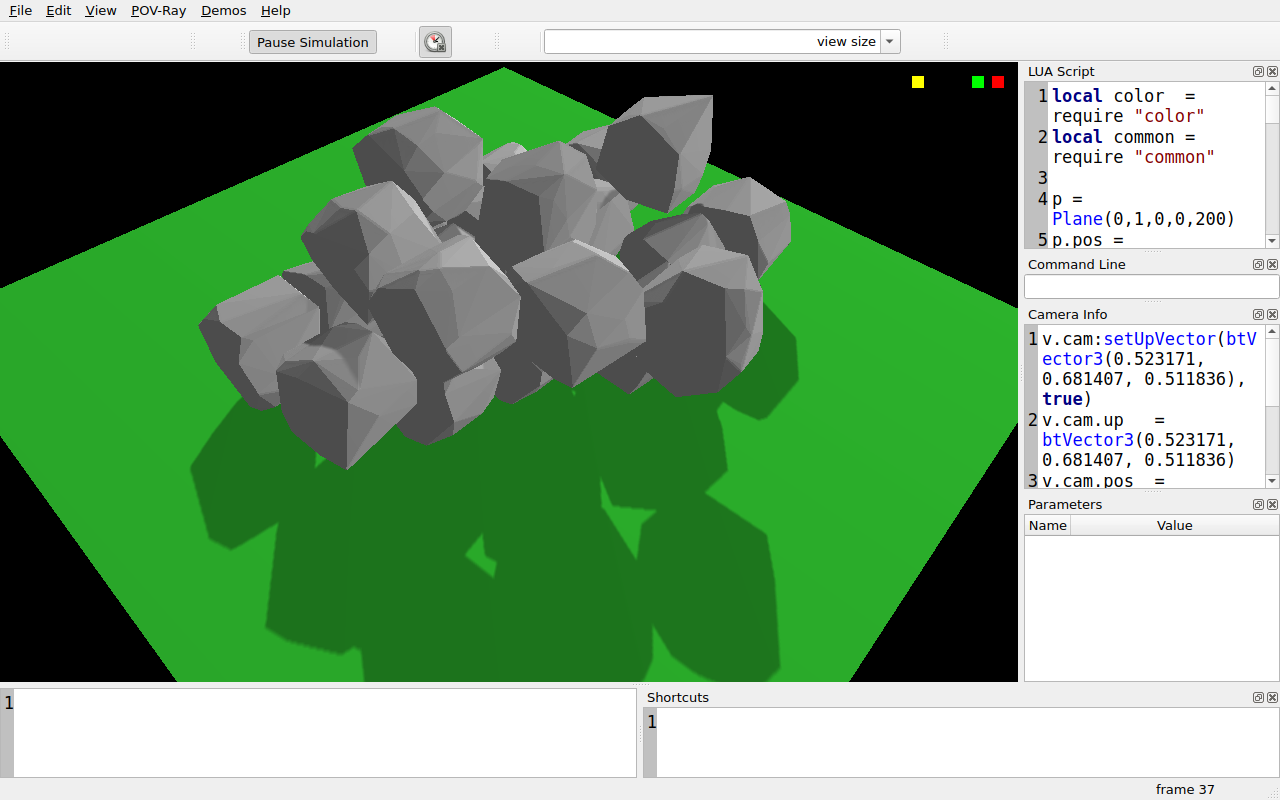 File Edit View POV-Ray Demos Help
Pause Simulation
view size
LUA Script
1 local color  =
require "color"
2 local common =
require "common"
3
4 p =
Plane(0,1,0,0,200)
5 p.pos =
Command Line
Camera Info
1 v.cam:setUpVector(btV
ector3(0.523171,
0.681407, 0.511836),
true)
2 v.cam.up   =
btVector3(0.523171,
0.681407, 0.511836)
3 v.cam.pos  =
Parameters
Name Value
1
Shortcuts
1
frame 37